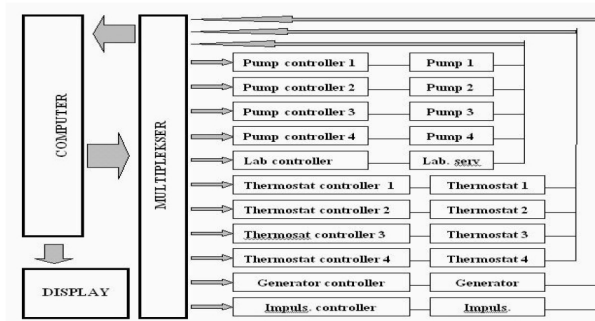 COMPUTER
MULTIPLEKSER
Pump controller 1 Pump 1
Pump controller 2 Pump 2
Pump controller 3 Pump 3
Pump controller 4 Pump 4
Lab controller Lab. serv
Thermostat controller 1 Thermostat 1
Thermostat controller 2 Thermostat 2
Thermosat controller 3 Thermostat 3
Thermostat controller 4 Thermostat 4
Generator controller Generator
Impuls. controller Impuls.
DISPLAY